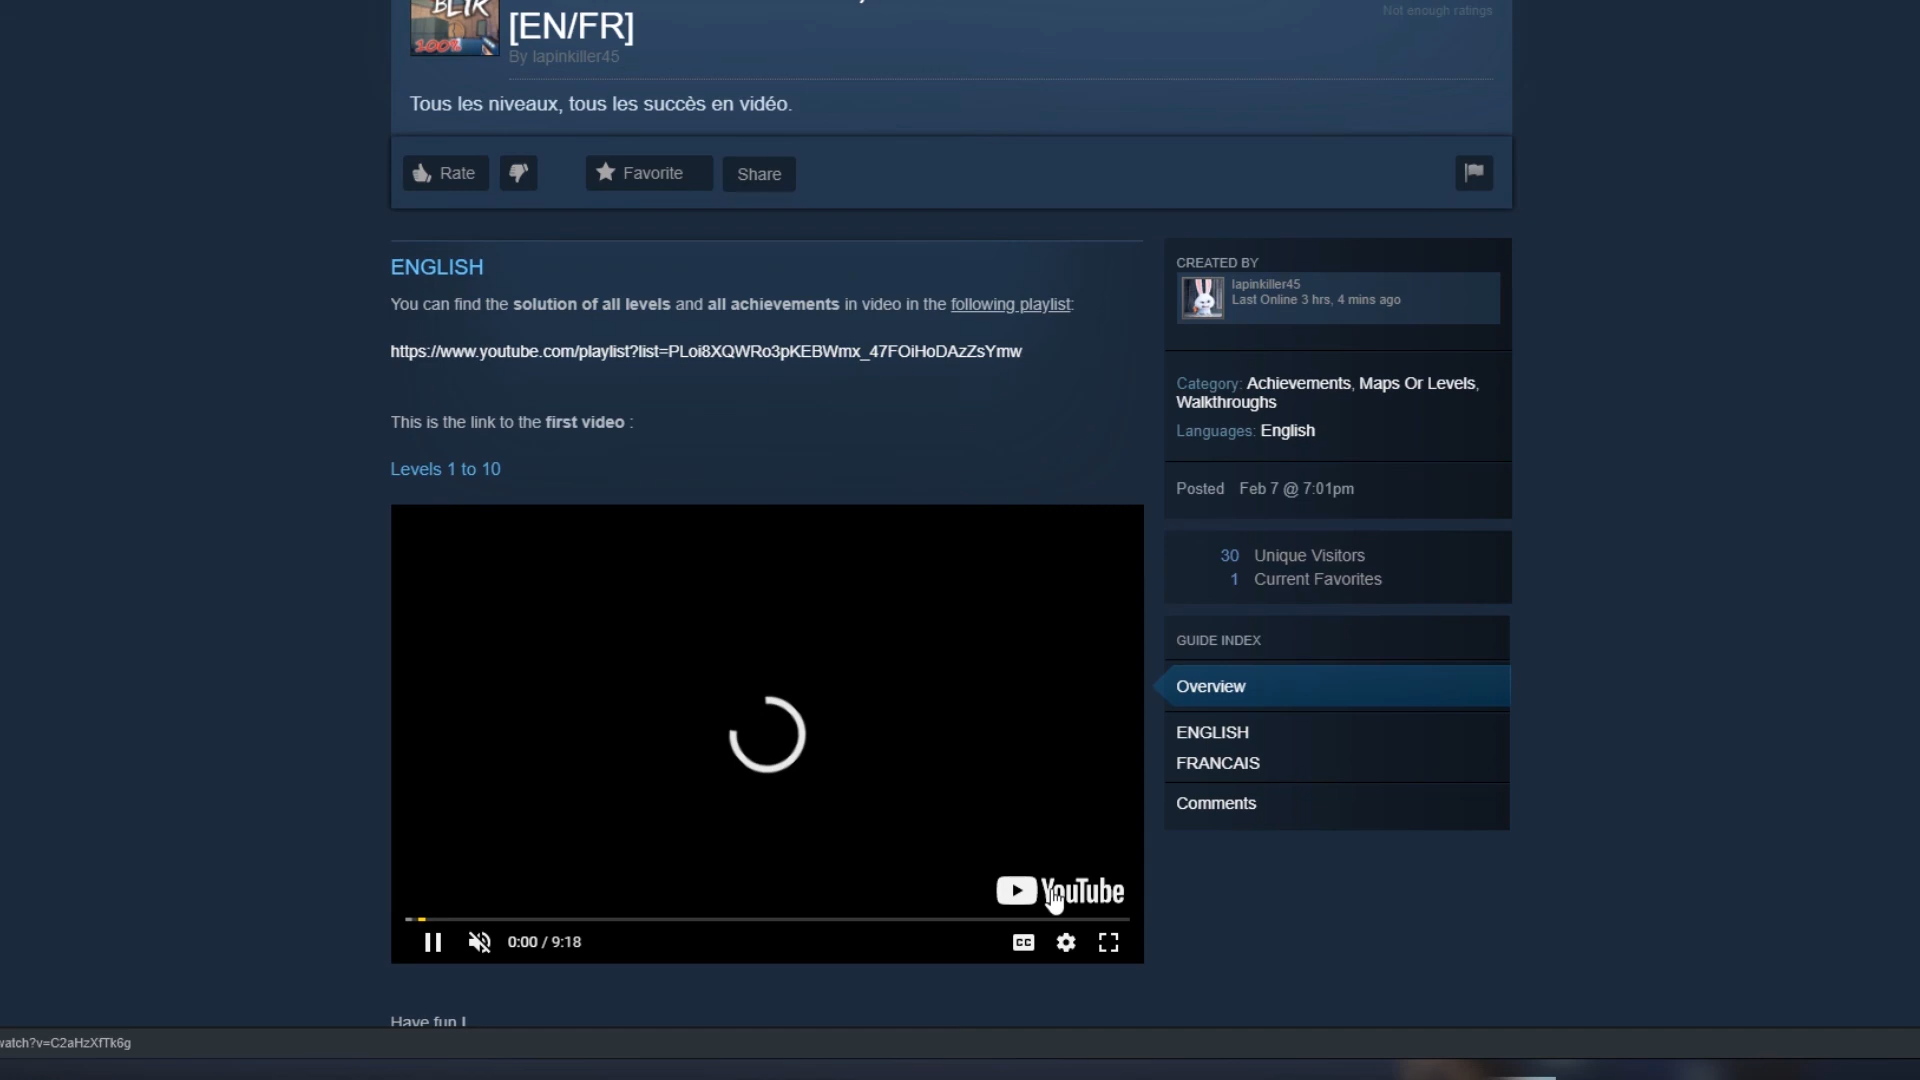 BLIK
100%
[EN/FR]
Not enough ratings
By lapinkiller45
Tous les niveaux, tous les succès en vidéo.
Rate
Favorite
Share
ENGLISH
You can find the solution of all levels and all achievements in video in the following playlist:
https://www.youtube.com/playlist?list=PLoi8XQWRo3pKEBWmx_47FOiHoDAzZsYmw
This is the link to the first video :
Levels 1 to 10
YouTube
0:00 / 9:18
CC
Have fun !
CREATED BY
lapinkiller45
Last Online 3 hrs, 4 mins ago
Category: Achievements, Maps Or Levels,
Walkthroughs
Languages: English
Posted Feb 7 @ 7:01pm
30 Unique Visitors
1 Current Favorites
GUIDE INDEX
Overview
ENGLISH
FRANCAIS
Comments
watch?v=C2aHzXfTk6g